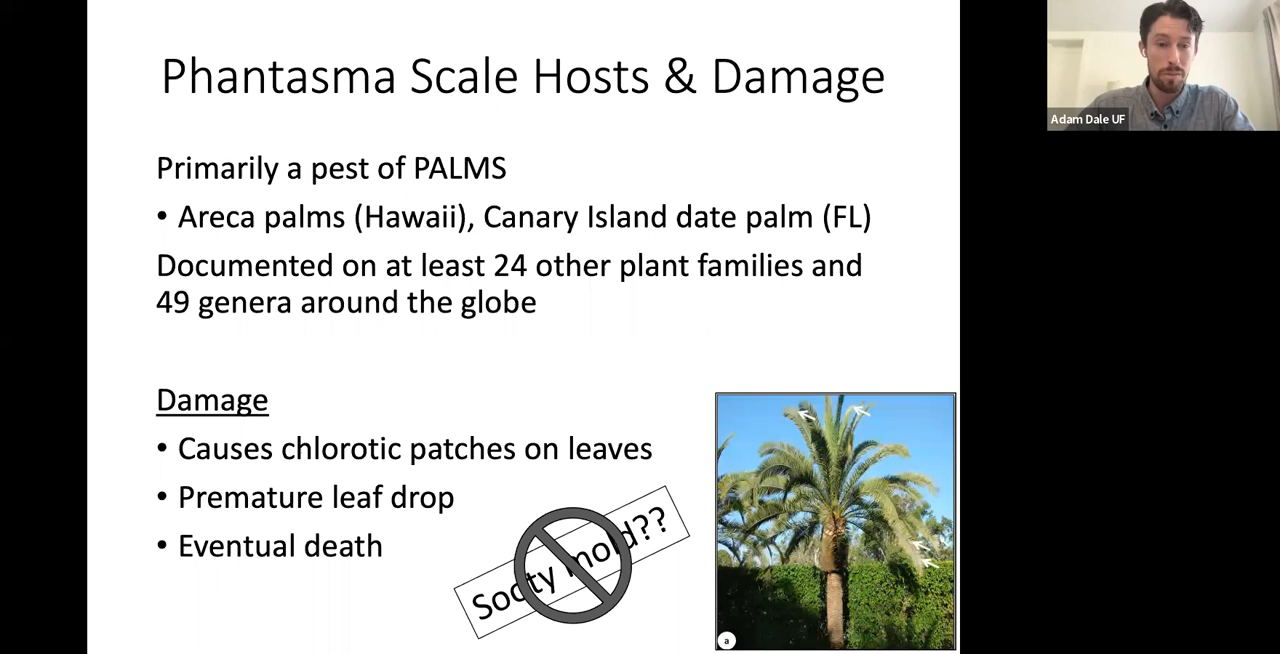 Phantasma Scale Hosts & Damage
Adam Dale UF
Primarily a pest of PALMS
• Areca palms (Hawaii), Canary Island date palm (FL)
Documented on at least 24 other plant families and
49 genera around the globe
Damage
• Causes chlorotic patches on leaves
• Premature leaf drop
• Eventual death
Sooty mold??
a